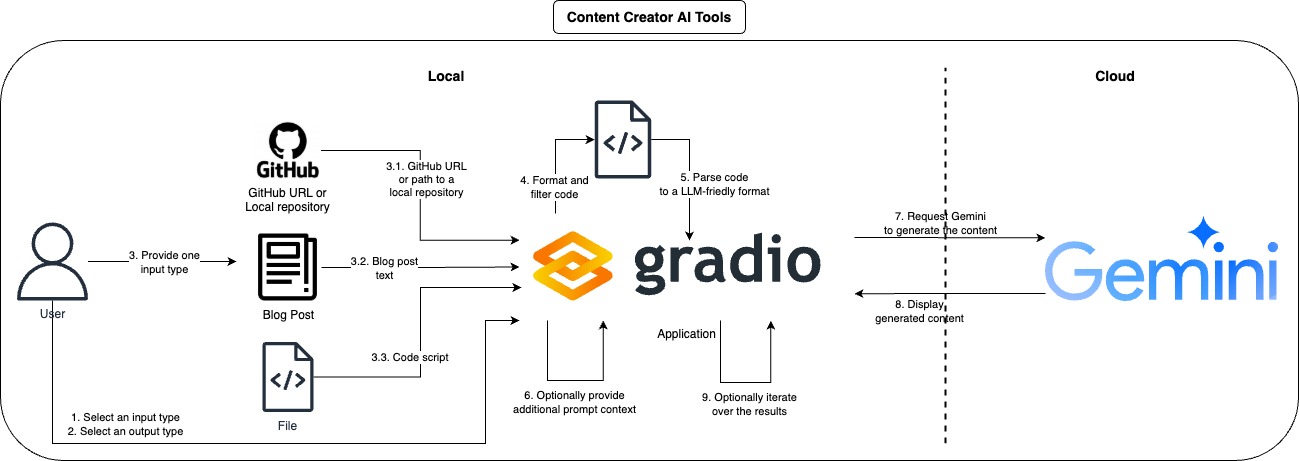 Content Creator AI Tools
Local
Cloud
GitHub
GitHub URL or
Local repository
3.1. GitHub URL
or path to a
local repository
4. Format and
filter code
</>
5. Parse code
to a LLM-friedly format
User
3. Provide one
input type
Blog Post
3.2. Blog post
text
gradio
Application
7. Request Gemini
to generate the content
Gemini
8. Display
generated content
</>
File
3.3. Code script
1. Select an input type
2. Select an output type
6. Optionally provide
additional prompt context
9. Optionally iterate
over the results